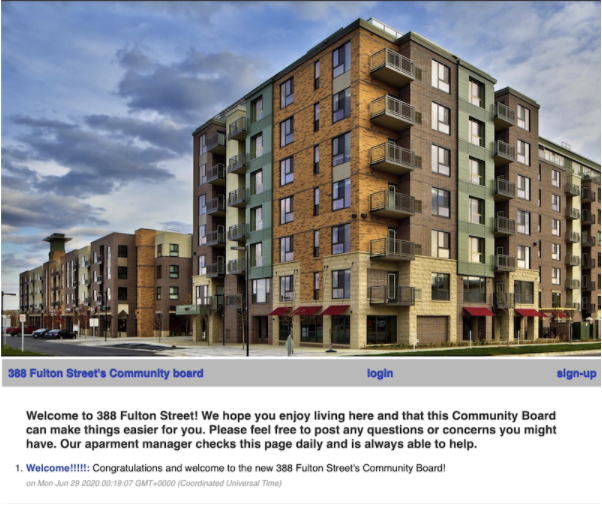 388 Fulton Street's Community board login sign-up
Welcome to 388 Fulton Street! We hope you enjoy living here and that this Community Board
can make things easier for you. Please feel free to post any questions or concerns you might
have. Our aparment manager checks this page daily and is always able to help.
1. Welcome!!!!!: Congratulations and welcome to the new 388 Fulton Street's Community Board!
on Mon Jun 29 2020 00:19:07 GMT+0000 (Coordinated Universal Time)